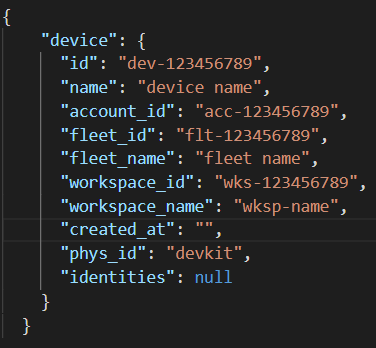 {
"device": {
"id": "dev-123456789",
"name": "device name",
"account_id": "acc-123456789",
"fleet_id": "flt-123456789",
"fleet_name": "fleet name",
"workspace_id": "wks-123456789",
"workspace_name": "wksp-name",
"created_at": "",
"phys_id": "devkit",
"identities": null
}
}